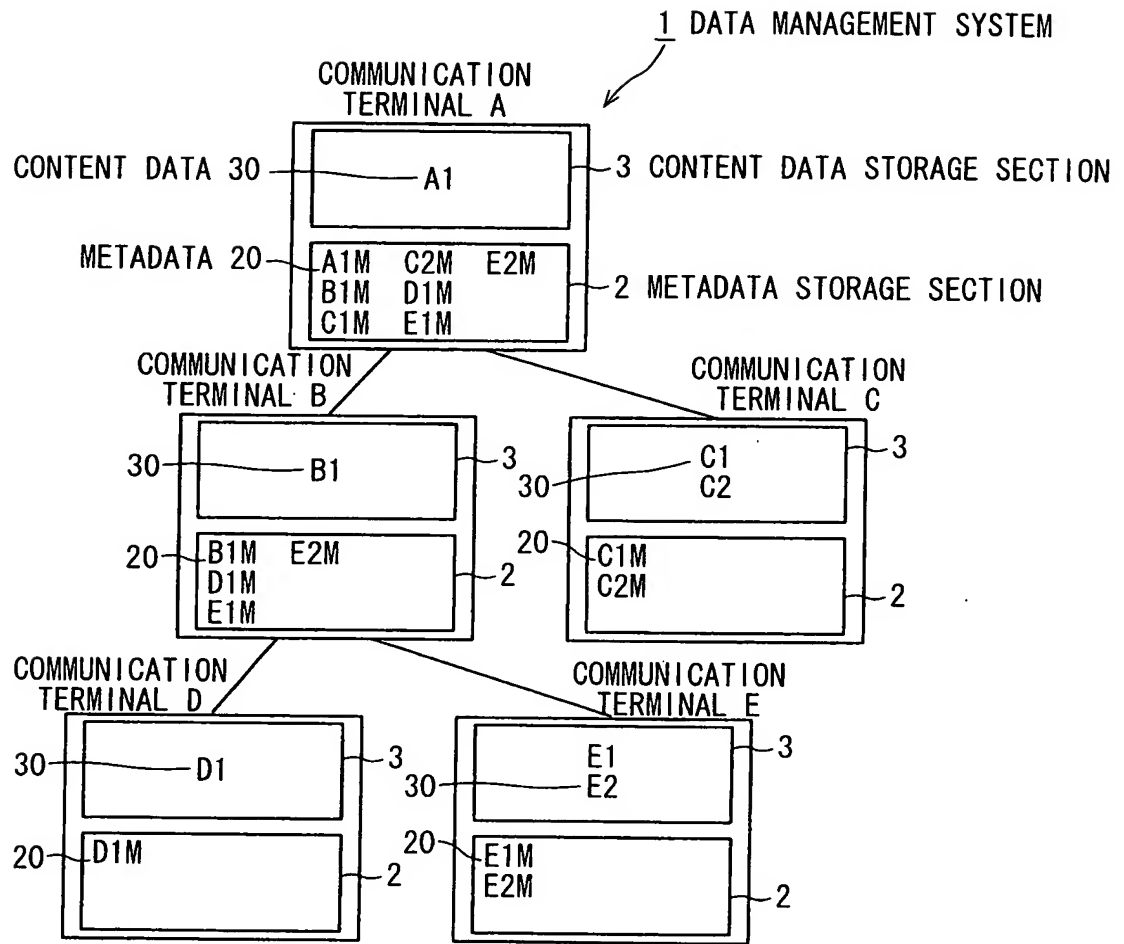 1 DATA MANAGEMENT SYSTEM
COMMUNICATION
TERMINAL A
CONTENT DATA 30
A1
3 CONTENT DATA STORAGE SECTION
METADATA 20
A1M C2M E2M
B1M D1M
C1M E1M
2 METADATA STORAGE SECTION
COMMUNICATION
TERMINAL B
30
B1
3
20
B1M E2M
D1M
E1M
2
COMMUNICATION
TERMINAL C
30
C1
C2
3
20
C1M
C2M
2
COMMUNICATION
TERMINAL D
30
D1
3
20
D1M
2
COMMUNICATION
TERMINAL E
30
E1
E2
3
20
E1M
E2M
2